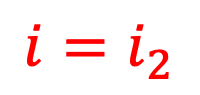 i = i₂